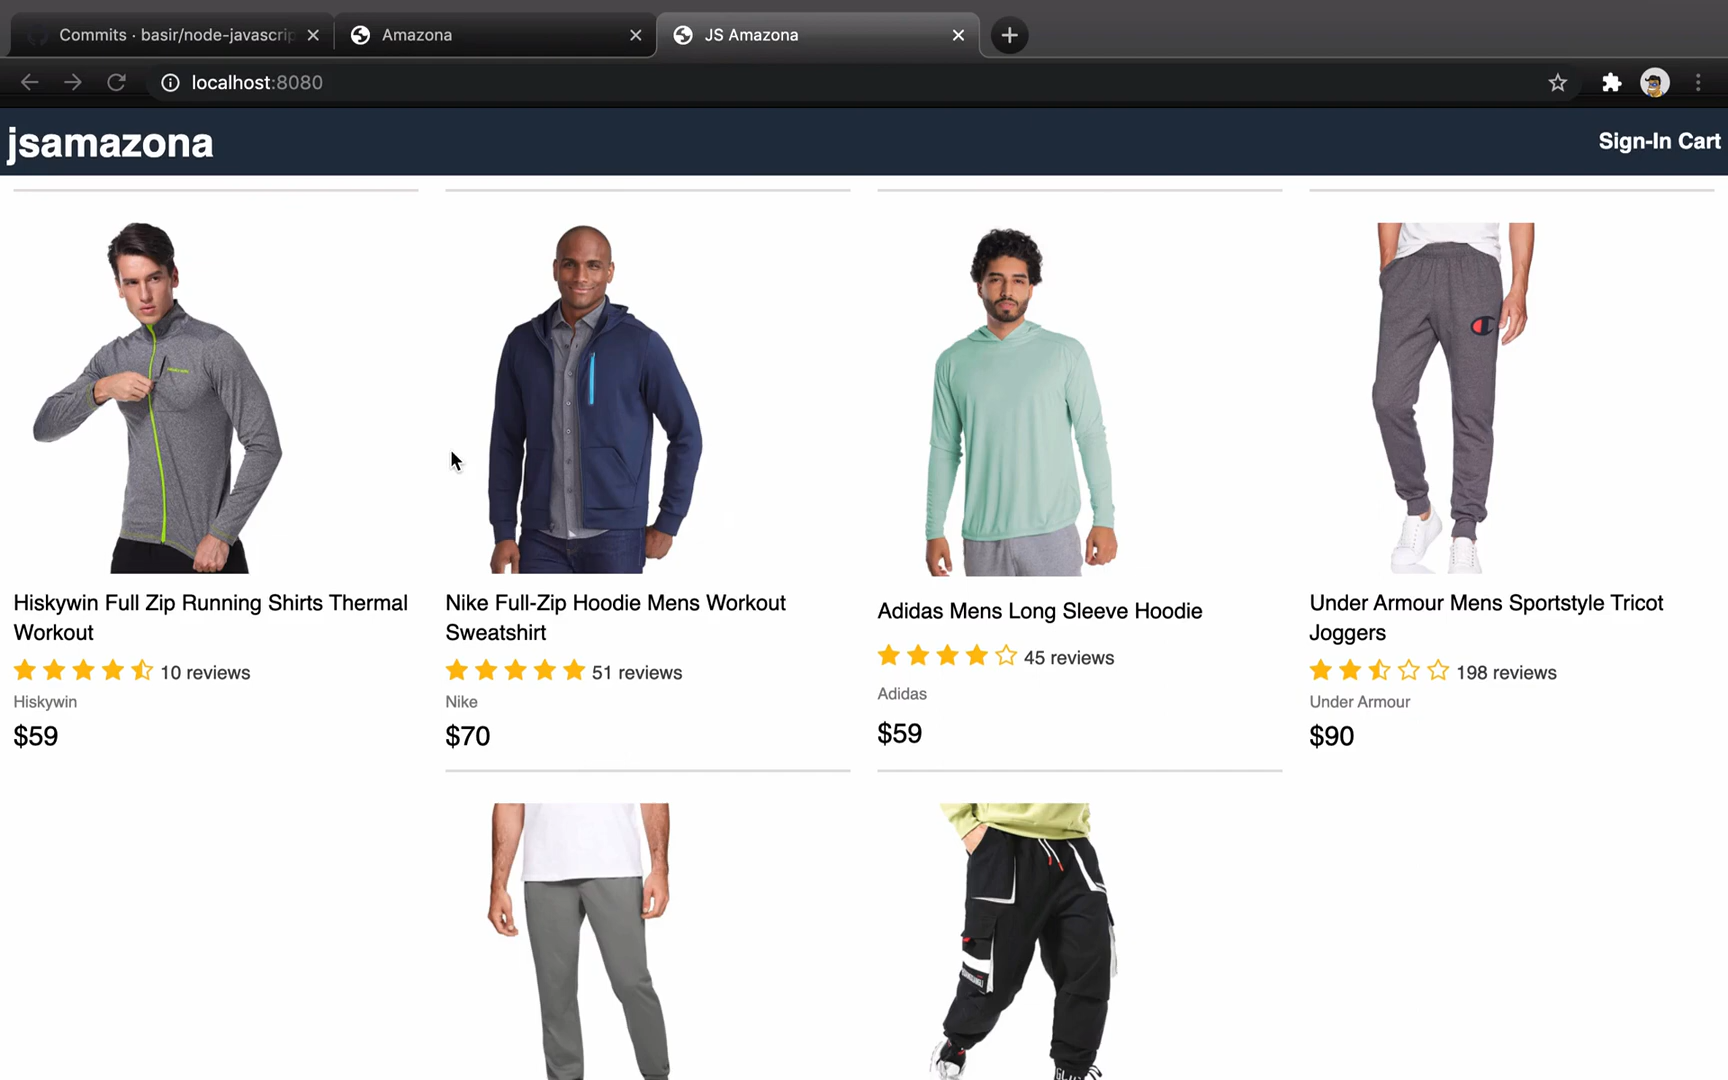 Commits · basir/node-javascrip
Amazona
JS Amazona
localhost:8080
jsamazona
Sign-In Cart
Hiskywin Full Zip Running Shirts Thermal
Workout
10 reviews
Hiskywin
$59
Nike Full-Zip Hoodie Mens Workout
Sweatshirt
51 reviews
Nike
$70
Adidas Mens Long Sleeve Hoodie
45 reviews
Adidas
$59
Under Armour Mens Sportstyle Tricot
Joggers
198 reviews
Under Armour
$90